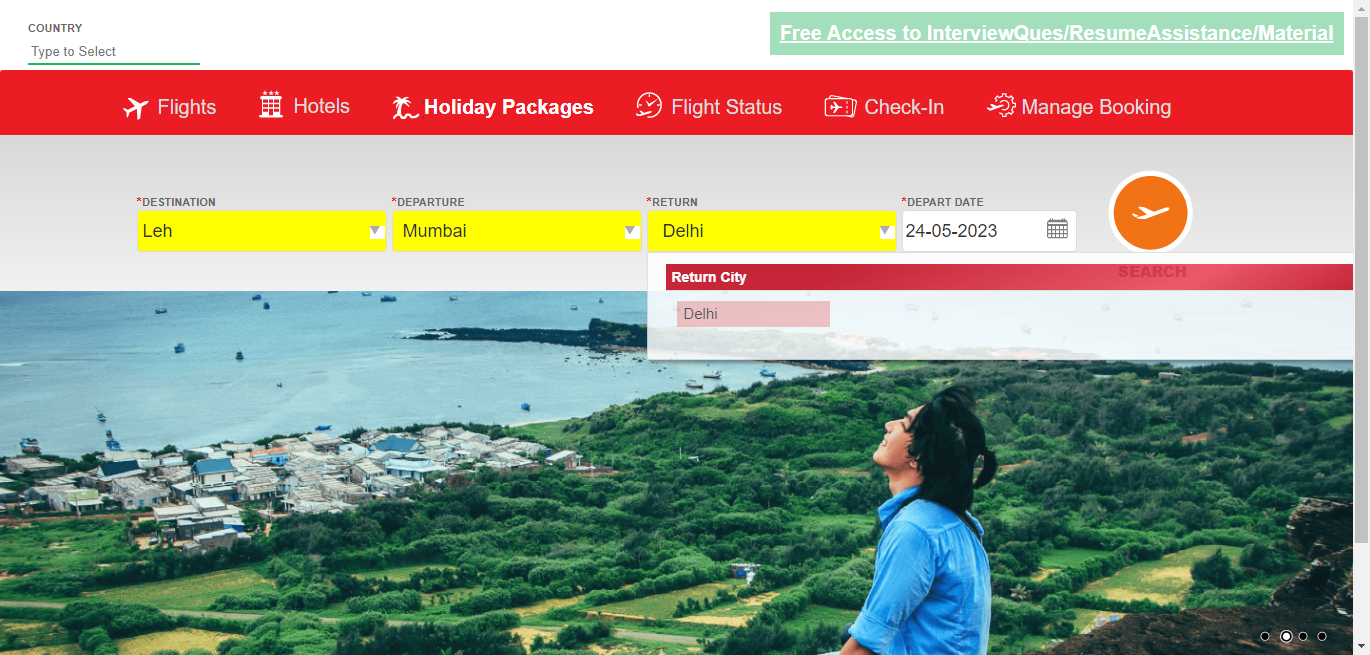 COUNTRY
Type to Select
Free Access to InterviewQues/ResumeAssistance/Material
Flights
Hotels
Holiday Packages
Flight Status
Check-In
Manage Booking
*DESTINATION
*DEPARTURE
*RETURN
*DEPART DATE
Leh
Mumbai
Delhi
24-05-2023
SEARCH
Return City
Delhi